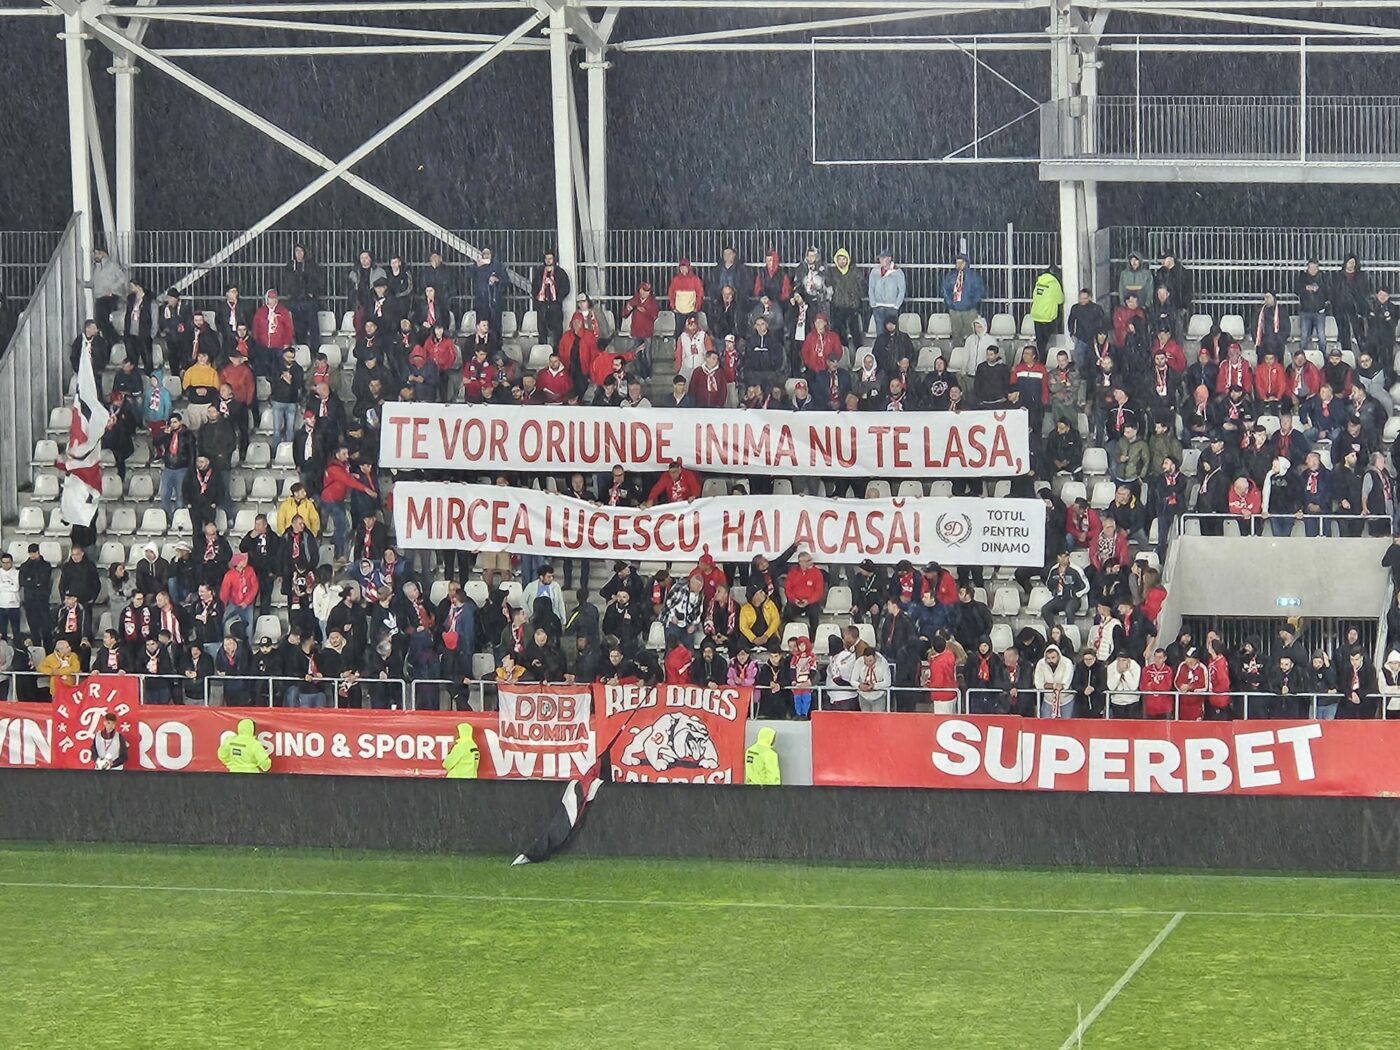 TE VOR ORIUNDE, INIMA NU TE LASĂ,
MIRCEA LUCESCU, HAI ACASĂ!
D
TOTUL
PENTRU
DINAMO
FURIA
D
DDB
IALOMIȚA
RED DOGS
CASINO & SPORT
WIN
SUPERBET